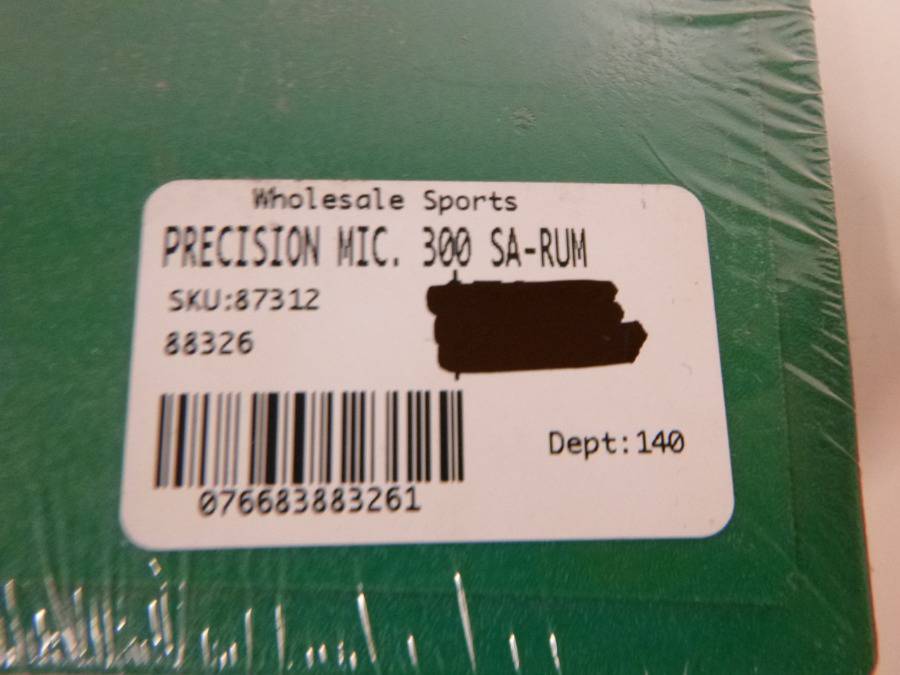 Wholesale Sports
PRECISION MIC. 300 SA-RUM
SKU:87312
88326
Dept:140
076683883261